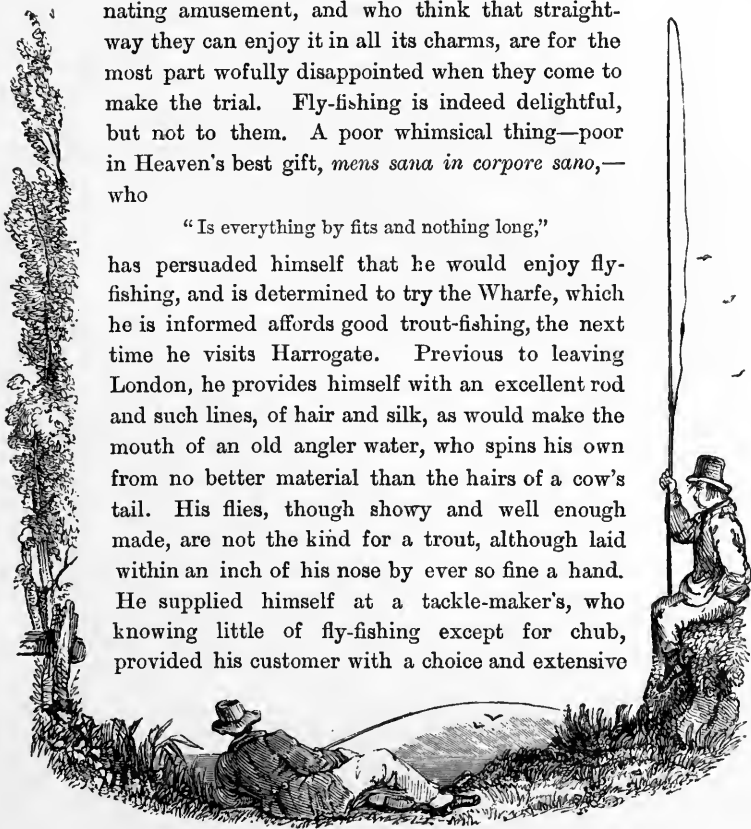 nating amusement, and who think that straight-
way they can enjoy it in all its charms, are for the
most part wofully disappointed when they come to
make the trial. Fly-fishing is indeed delightful,
but not to them. A poor whimsical thing—poor
in Heaven's best gift, mens sana in corpore sano,—
who
“Is everything by fits and nothing long,”
has persuaded himself that he would enjoy fly-
fishing, and is determined to try the Wharfe, which
he is informed affords good trout-fishing, the next
time he visits Harrogate. Previous to leaving
London, he provides himself with an excellent rod
and such lines, of hair and silk, as would make the
mouth of an old angler water, who spins his own
from no better material than the hairs of a cow's
tail. His flies, though showy and well enough
made, are not the kind for a trout, although laid
within an inch of his nose by ever so fine a hand.
He supplied himself at a tackle-maker's, who
knowing little of fly-fishing except for chub,
provided his customer with a choice and extensive